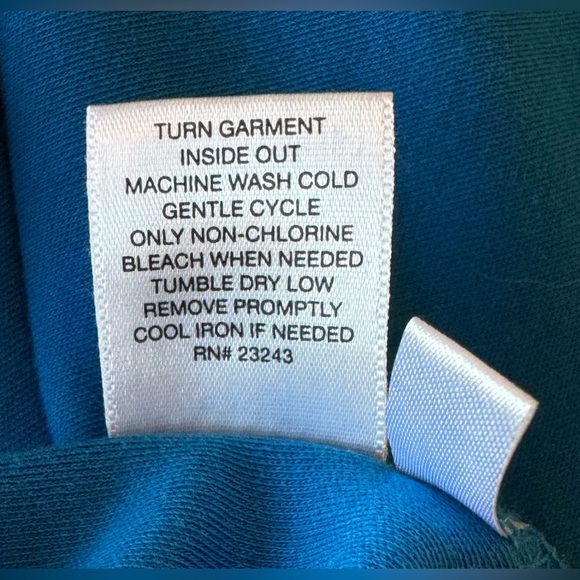 TURN GARMENT
INSIDE OUT
MACHINE WASH COLD
GENTLE CYCLE
ONLY NON-CHLORINE
BLEACH WHEN NEEDED
TUMBLE DRY LOW
REMOVE PROMPTLY
COOL IRON IF NEEDED
RN# 23243